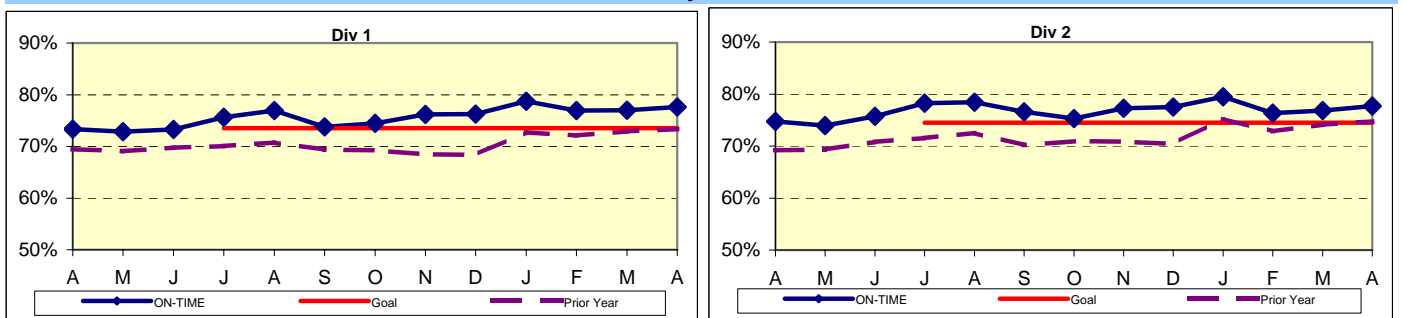 Div 1
90%
80%
70%
60%
50%
A M J J A S O N D J F M A
ON-TIME Goal Prior Year
Div 2
90%
80%
70%
60%
50%
A M J J A S O N D J F M A
ON-TIME Goal Prior Year